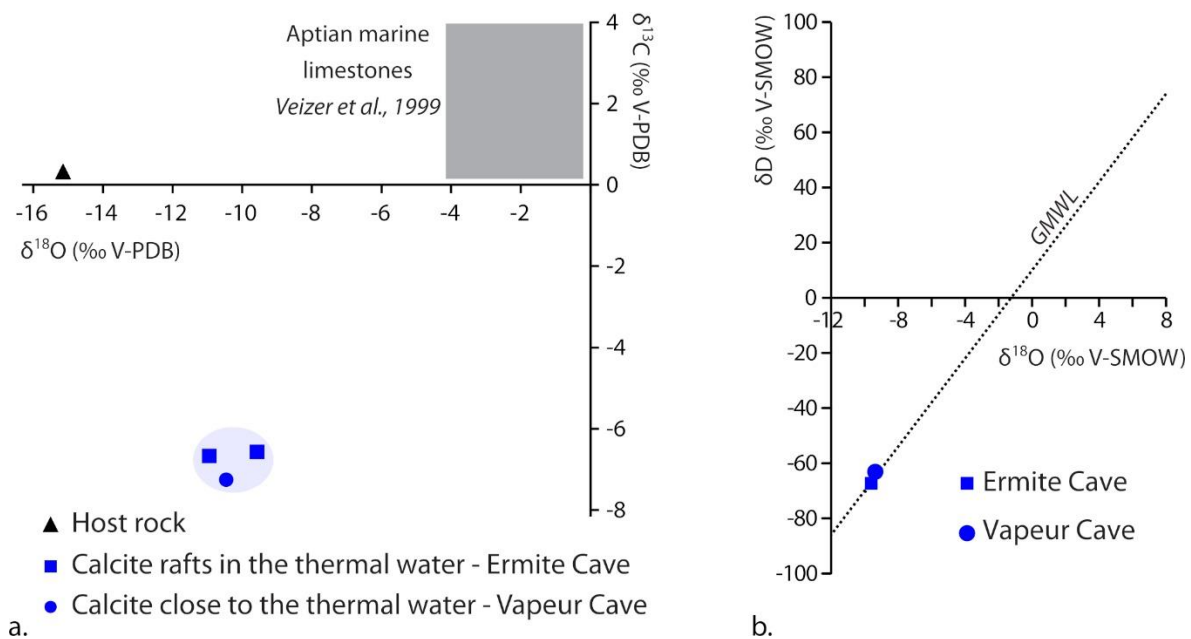 a.
Aptian marine
limestones
Veizer et al., 1999
δ¹³C (‰ V-PDB)
4
2
0
-2
-4
-6
-8
-16 -14 -12 -10 -8 -6 -4 -2
δ¹⁸O (‰ V-PDB)
Host rock
Calcite rafts in the thermal water - Ermite Cave
Calcite close to the thermal water - Vapeur Cave
a.
b.
δD (‰ V-SMOW)
100
80
60
40
20
0
-20
-40
-60
-80
-100
-12 -8 -4 0 4 8
δ¹⁸O (‰ V-SMOW)
GMWL
Ermite Cave
Vapeur Cave
b.